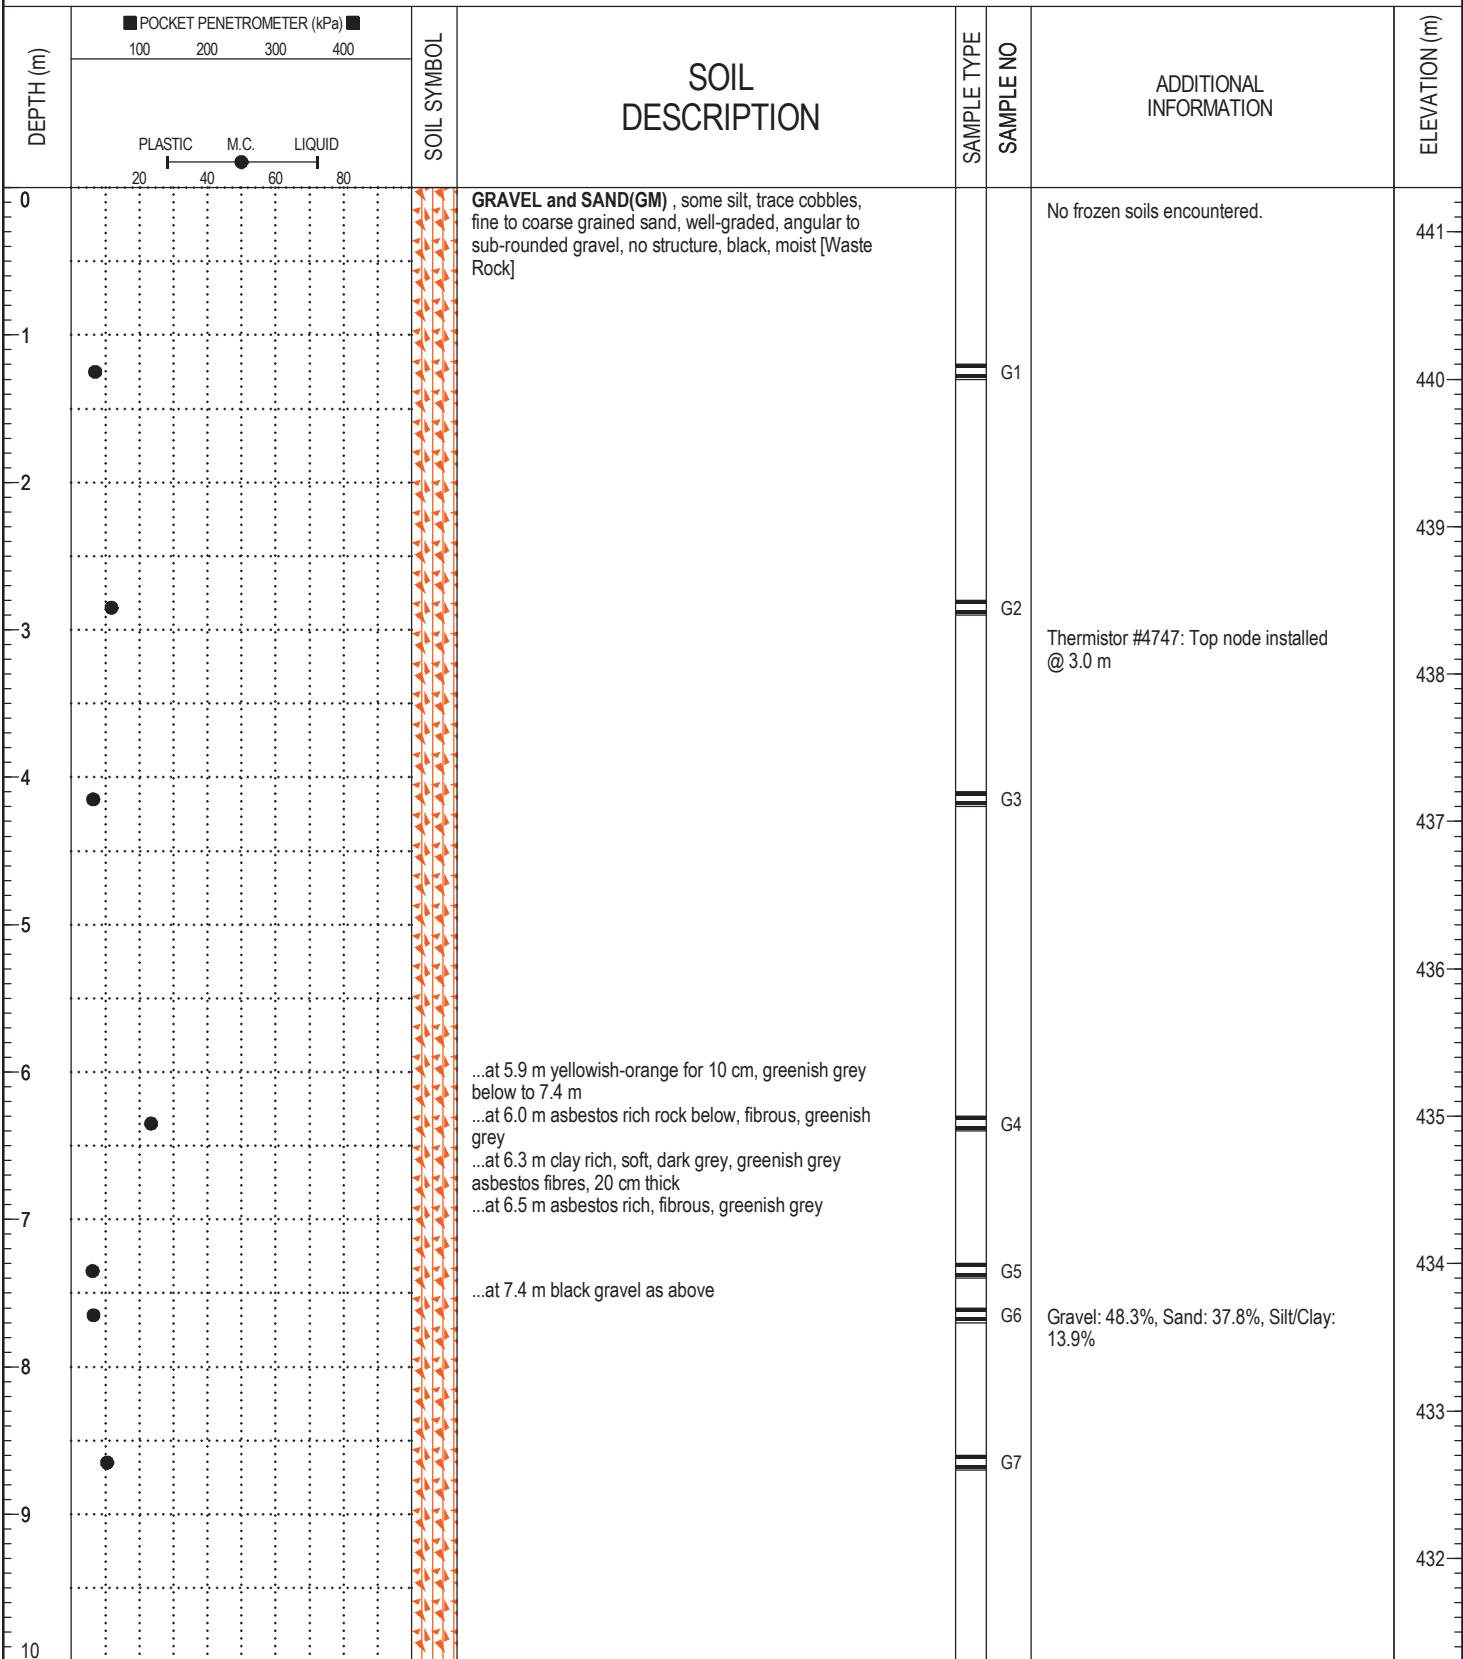 ■ POCKET PENETROMETER (kPa) ■
100 200 300 400
DEPTH (m)
PLASTIC M.C. LIQUID
20 40 60 80
SOIL SYMBOL
SOIL
DESCRIPTION
SAMPLE TYPE
SAMPLE NO
ADDITIONAL
INFORMATION
ELEVATION (m)
0
GRAVEL and SAND(GM) , some silt, trace cobbles,
fine to coarse grained sand, well-graded, angular to
sub-rounded gravel, no structure, black, moist [Waste
Rock]
No frozen soils encountered.
441
1
G1
440
2
439
G2
3
Thermistor #4747: Top node installed
@ 3.0 m
438
4
G3
437
5
436
6
...at 5.9 m yellowish-orange for 10 cm, greenish grey
below to 7.4 m
...at 6.0 m asbestos rich rock below, fibrous, greenish
grey
...at 6.3 m clay rich, soft, dark grey, greenish grey
asbestos fibres, 20 cm thick
...at 6.5 m asbestos rich, fibrous, greenish grey
G4
435
7
434
G5
...at 7.4 m black gravel as above
G6
Gravel: 48.3%, Sand: 37.8%, Silt/Clay:
13.9%
8
433
G7
9
432
10